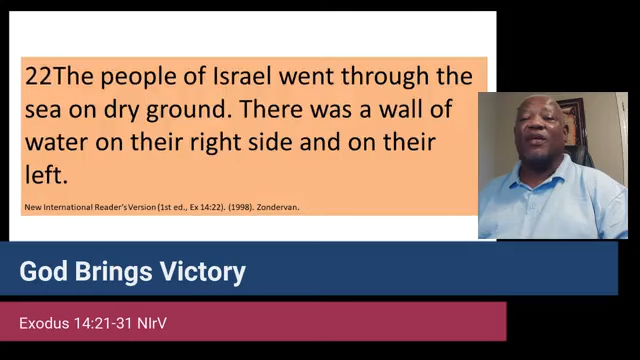 22The people of Israel went through the
sea on dry ground. There was a wall of
water on their right side and on their
left.
New International Reader's Version (1st ed., Ex 14:22). (1998). Zondervan.
God Brings Victory
Exodus 14:21-31 NIrV